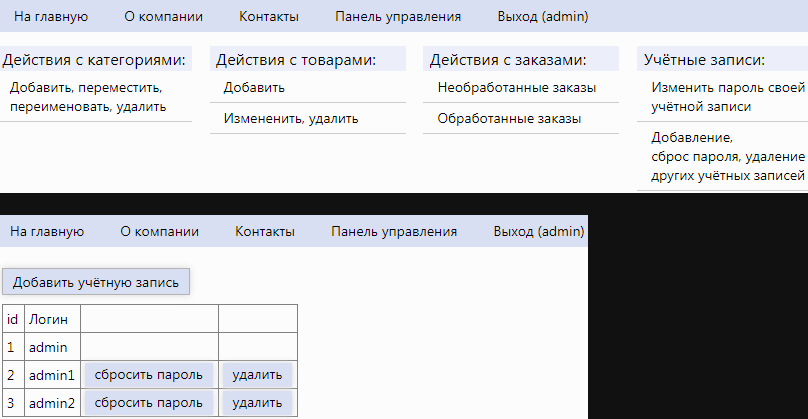 На главную О компании Контакты Панель управления Выход (admin)
Действия с категориями: Действия с товарами: Действия с заказами: Учётные записи:
Добавить, переместить,
переименовать, удалить
Добавить
Измененить, удалить
Необработанные заказы
Обработанные заказы
Изменить пароль своей
учётной записи
Добавление,
сброс пароля, удаление
других учётных записей
На главную О компании Контакты Панель управления Выход (admin)
Добавить учётную запись
id Логин
1 admin
2 admin1 сбросить пароль удалить
3 admin2 сбросить пароль удалить